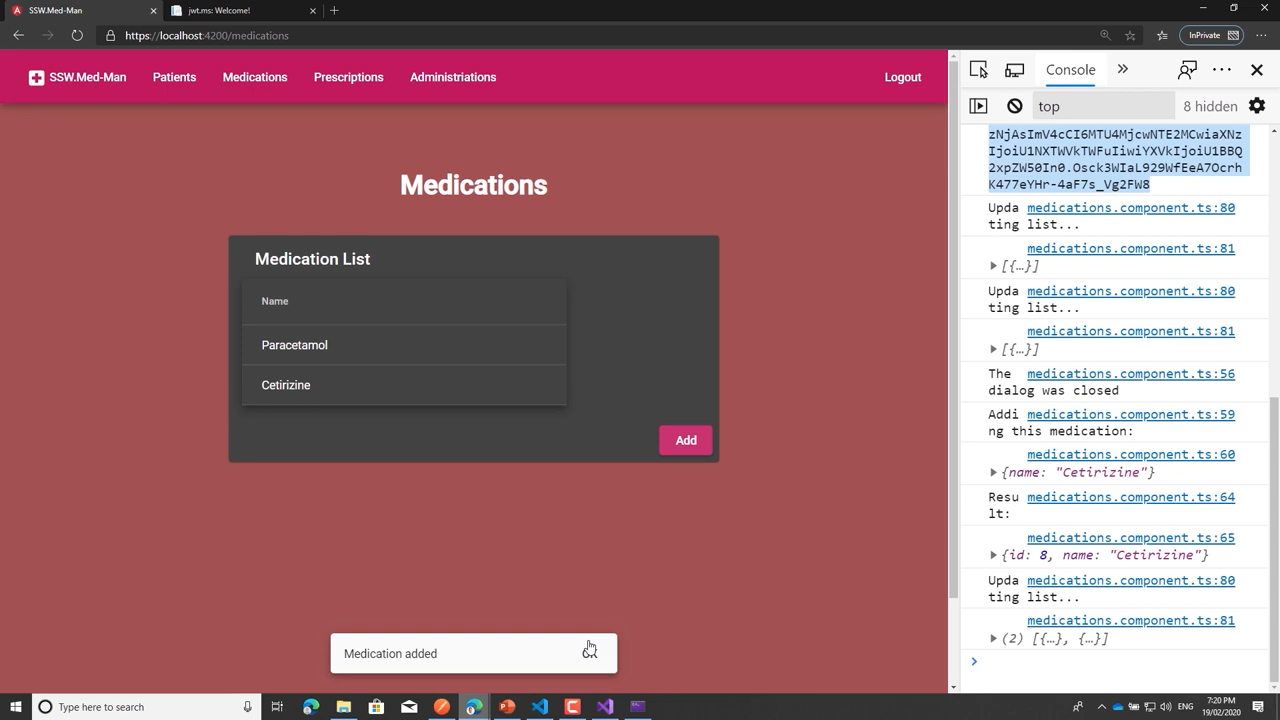 SSW.Med-Man
jwt.ms: Welcome!
https://localhost:4200/medications
InPrivate
SSW.Med-Man
Patients
Medications
Prescriptions
Administriations
Logout
Medications
Medication List
Name
Paracetamol
Cetirizine
Add
Medication added
Console
top
8 hidden
zNjAsImV4cCI6MTU4MjcwNTE2MCwiaXNz
IjoiU1NXTWVkTWFuIiwiYXVkIjoiU1BBQ
2xpZW50In0.Osck3WIaL929WfEeA7Ocrh
K477eYHr-4aF7s_Vg2FW8
Upda medications.component.ts:80
ting list...
medications.component.ts:81
[{…}]
Upda medications.component.ts:80
ting list...
medications.component.ts:81
[{…}]
The medications.component.ts:56
dialog was closed
Addi medications.component.ts:59
ng this medication:
medications.component.ts:60
{name: "Cetirizine"}
Resu medications.component.ts:64
lt:
medications.component.ts:65
{id: 8, name: "Cetirizine"}
Upda medications.component.ts:80
ting list...
medications.component.ts:81
(2) [{…}, {…}]
Type here to search
ENG
7:20 PM
19/02/2020